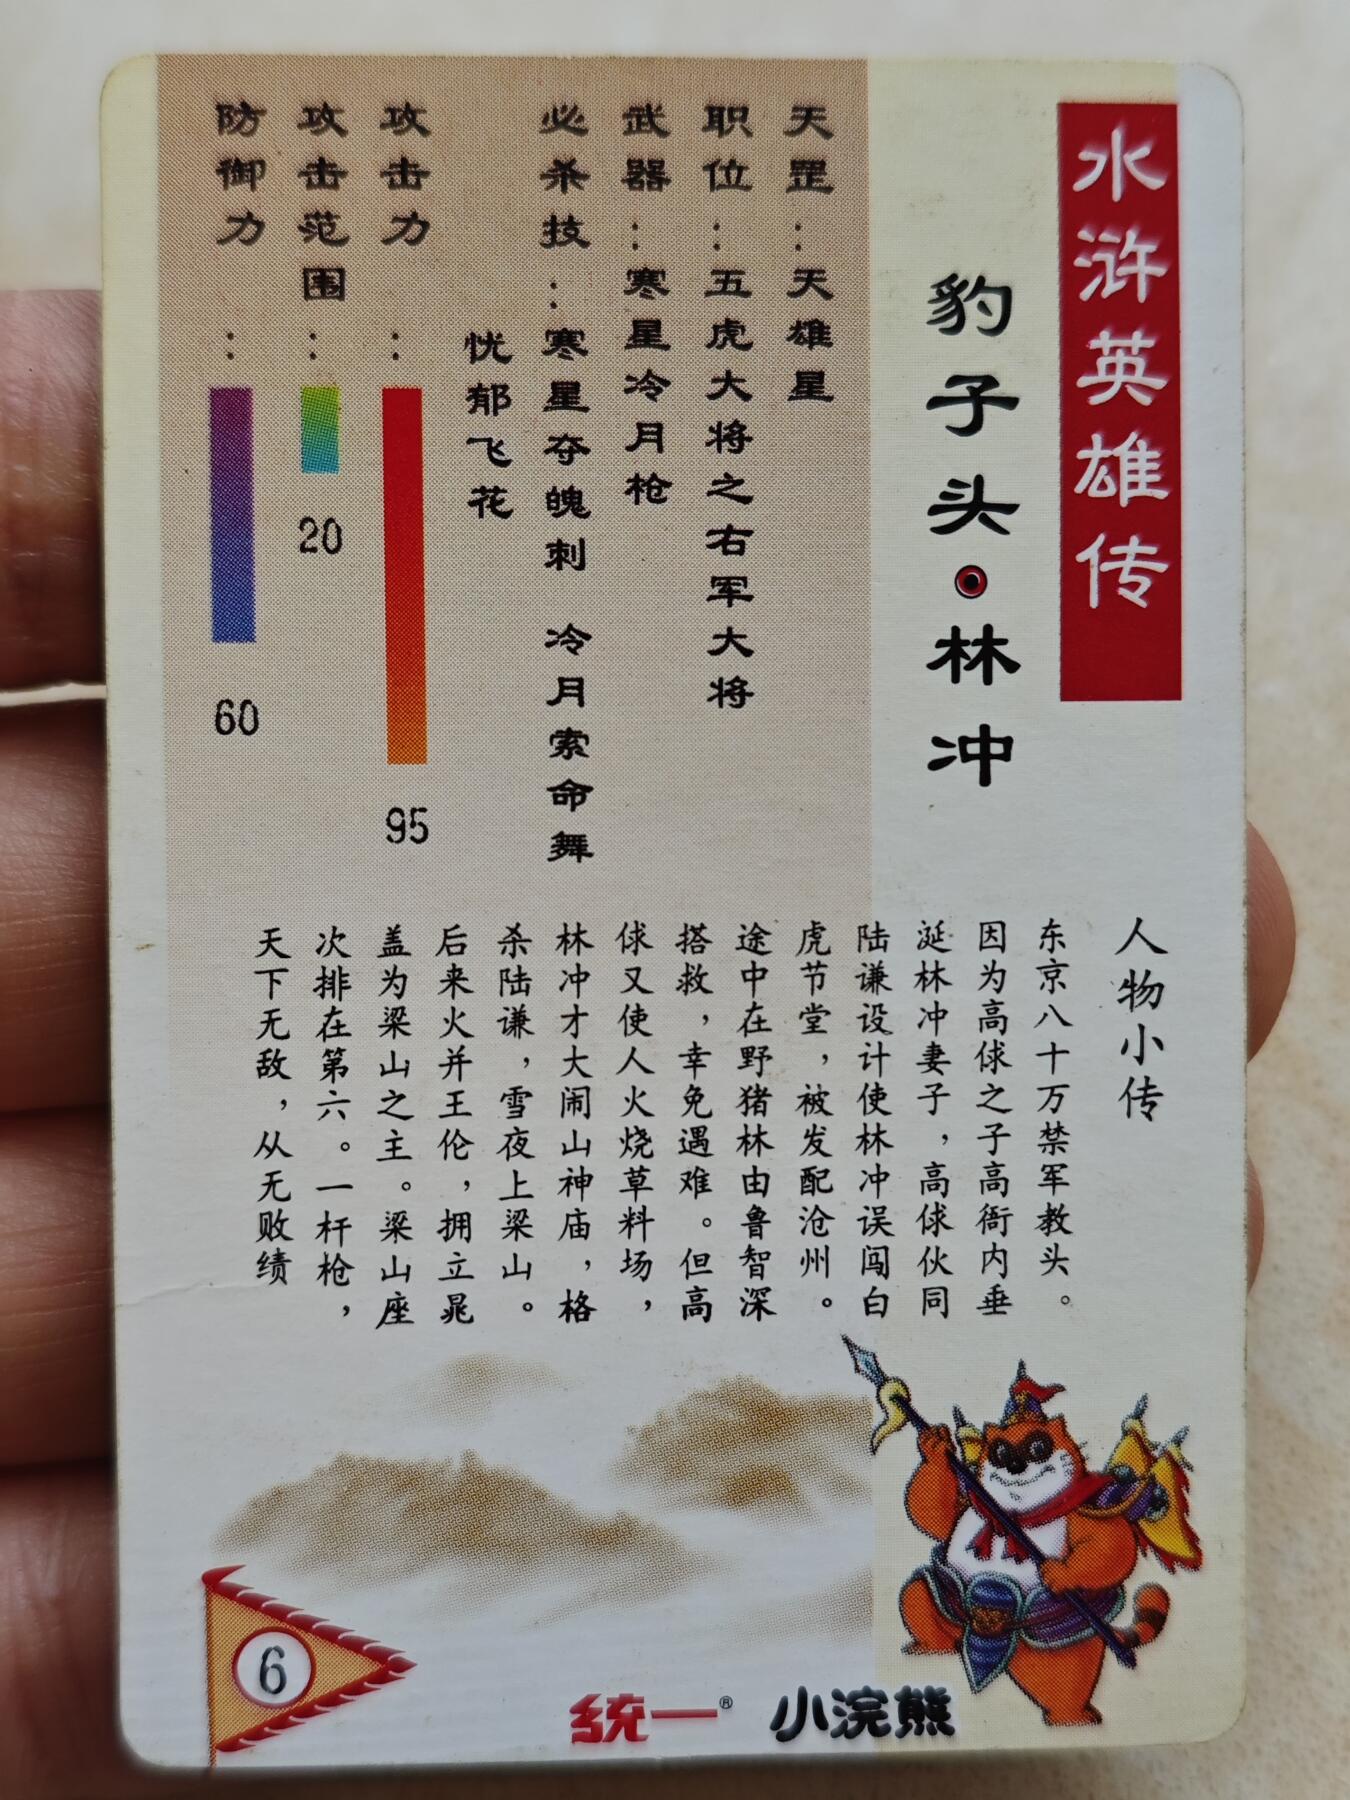 水浒英雄传
豹子头·林冲
天罡：天雄星
职位：五虎大将之右军大将
武器：寒星冷月枪
必杀技：寒星夺魄刺 冷月索命舞
忧郁飞花
攻击力：95
攻击范围：20
防御力：60
人物小传
东京八十万禁军教头。
因为高俅之子高衙内垂
涎林冲妻子，高俅伙同
陆谦设计使林冲误闯白
虎节堂，被发配沧州。
途中在野猪林由鲁智深
搭救，幸免遇难。但高
俅又使人火烧草料场，
林冲才大闹山神庙，格
杀陆谦，雪夜上梁山。
后来火并王伦，拥立晁
盖为梁山之主。梁山座
次排在第六。一杆枪，
天下无敌，从无败绩
6
统一® 小浣熊